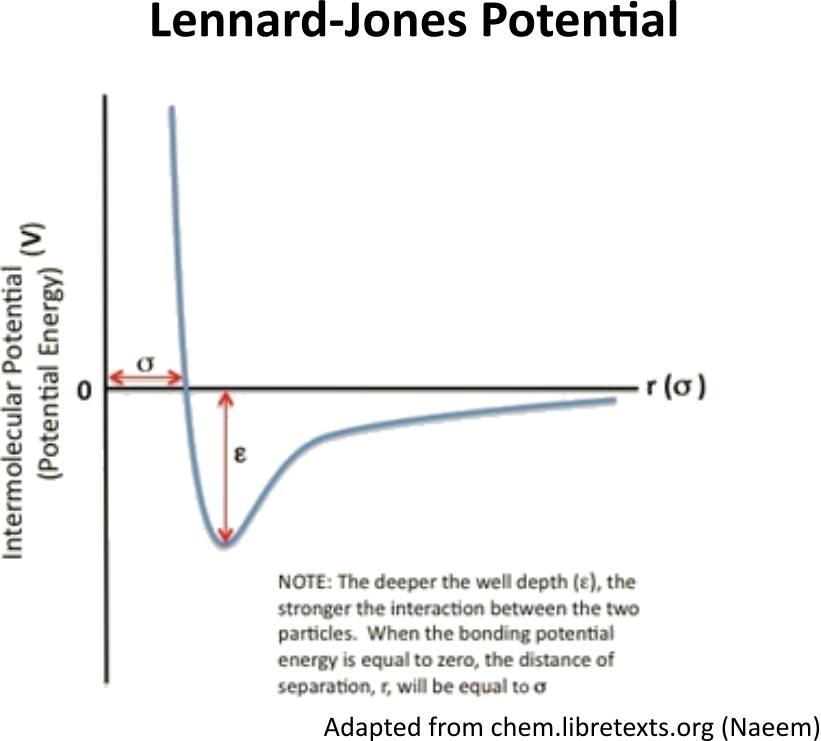 Lennard-Jones Potential
Intermolecular Potential (V)
(Potential Energy)
σ
0
r (σ)
ε
NOTE: The deeper the well depth (ε), the
stronger the interaction between the two
particles. When the bonding potential
energy is equal to zero, the distance of
separation, r, will be equal to σ
Adapted from chem.libretexts.org (Naeem)